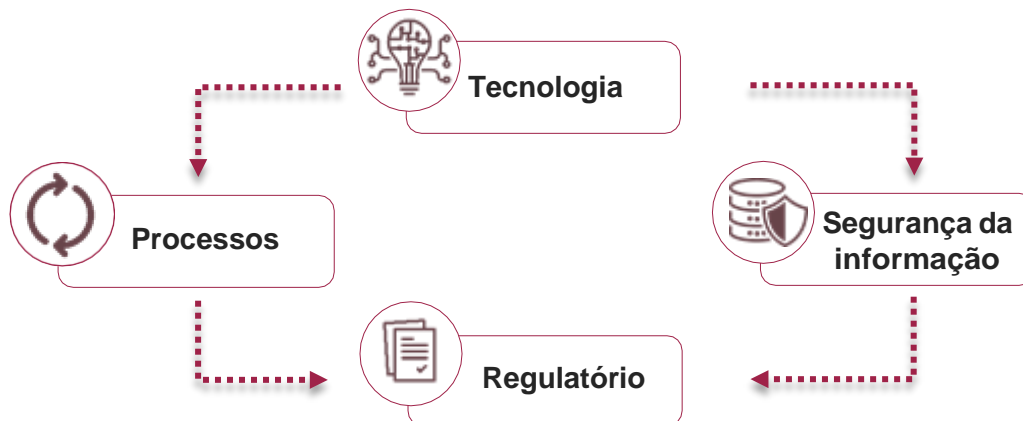 Tecnologia
Processos
Segurança da
informação
Regulatório